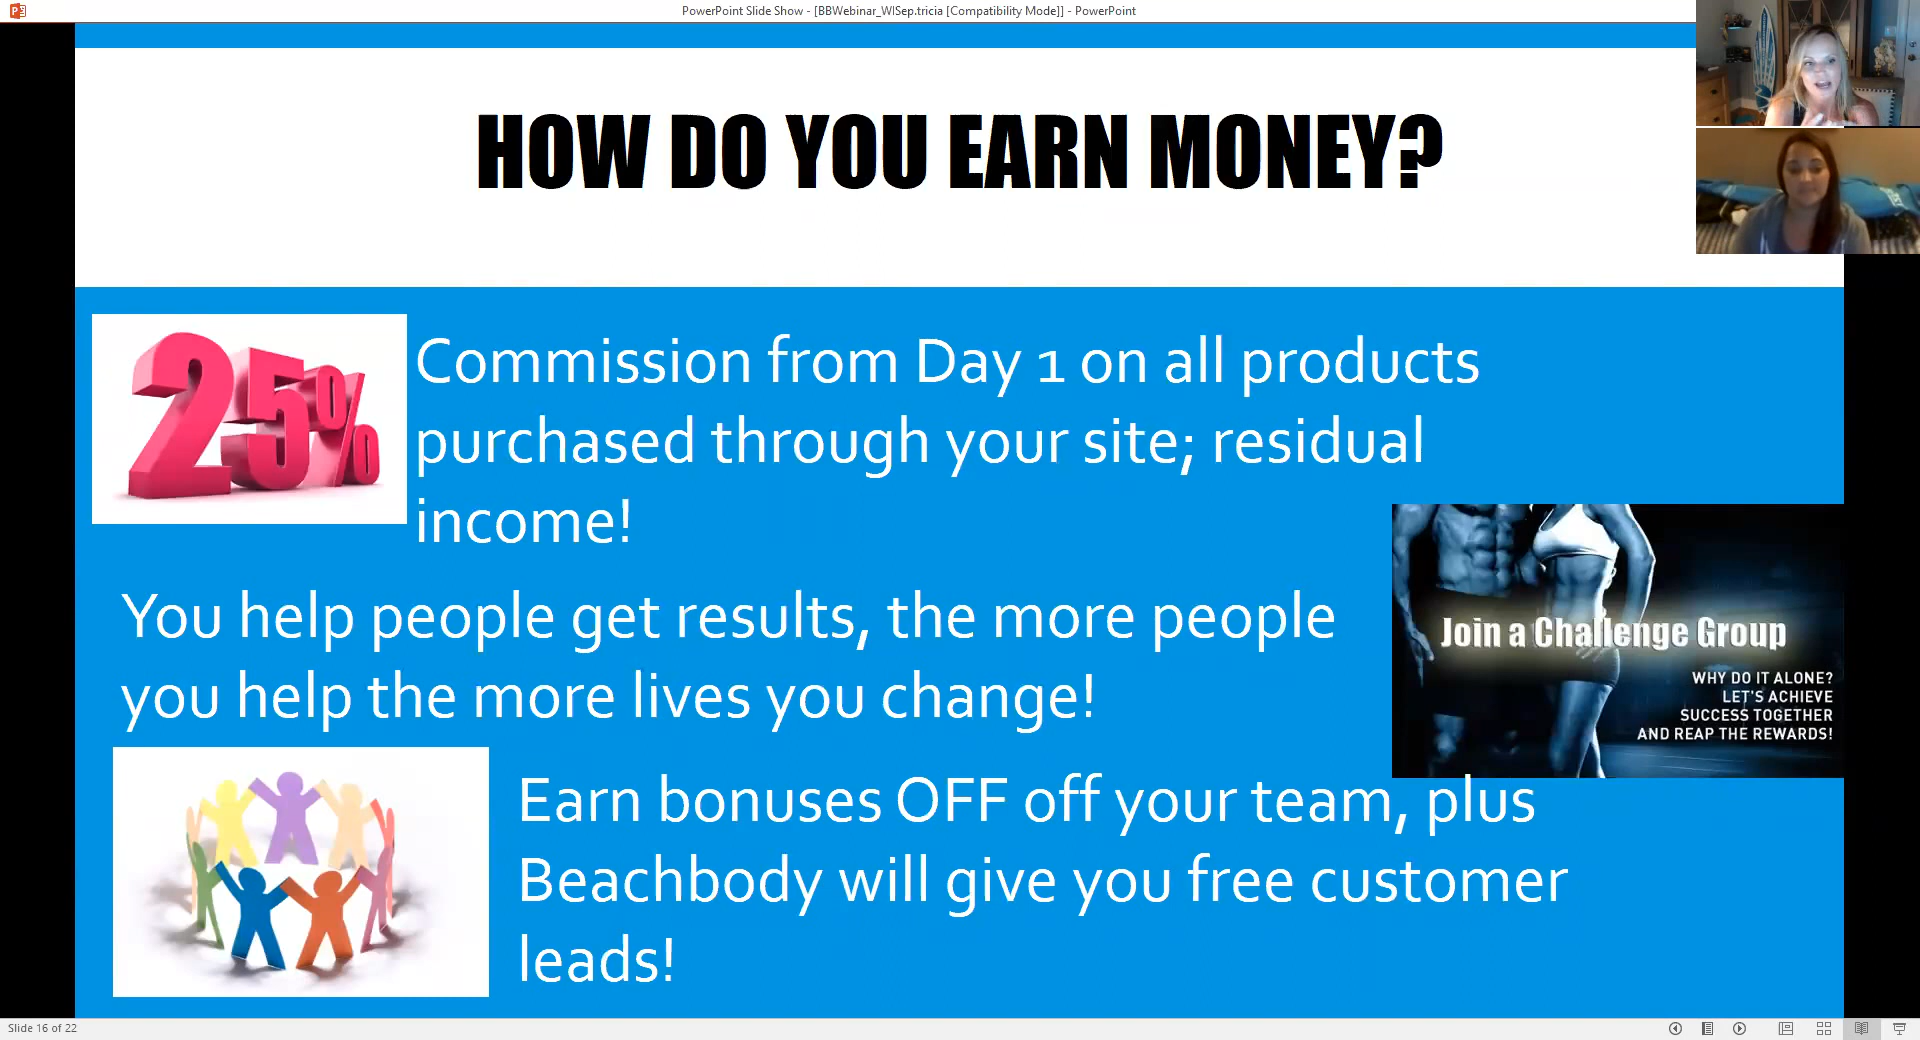 PowerPoint Slide Show - [BBWebinar_WISep.tricia [Compatibility Mode]] - PowerPoint
HOW DO YOU EARN MONEY?
25%
Commission from Day 1 on all products
purchased through your site; residual
income!
You help people get results, the more people
you help the more lives you change!
Join a Challenge Group
WHY DO IT ALONE?
LET'S ACHIEVE
SUCCESS TOGETHER
AND REAP THE REWARDS!
Earn bonuses OFF off your team, plus
Beachbody will give you free customer
leads!
Slide 16 of 22